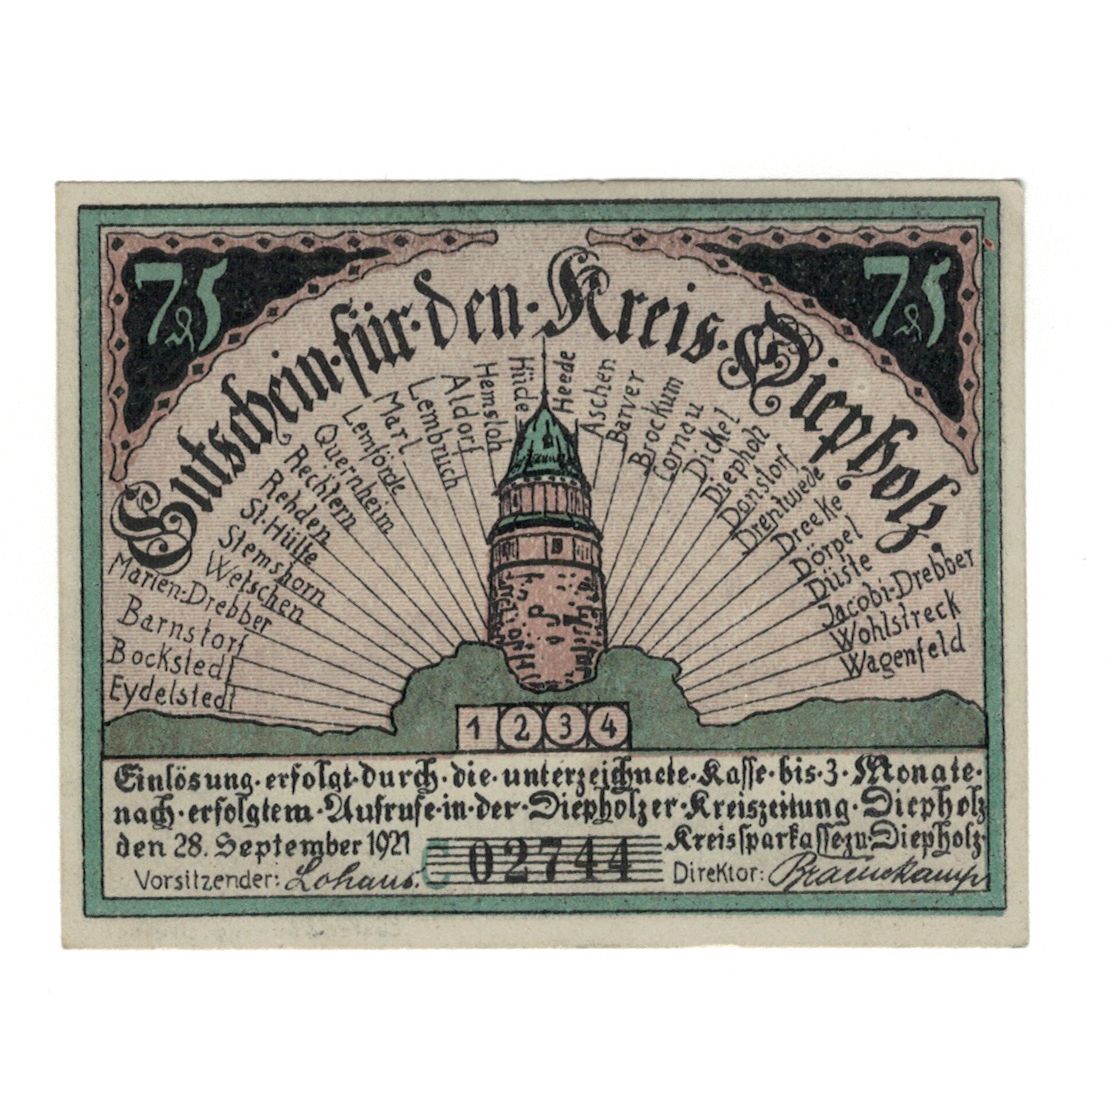 75
75
Gutschein·für·den·Kreis·Diepholz.
Eydelstedt
Bockstedt
Barnstorf
Marien-Drebber
Wetschen
Stemshorn
St-Hülte
Rehden
Rechtern
Quernheim
Lemförde
Marl
Lembruch
Aldorf
Hemsloh
Hüde
Heede
Aschen
Barver
Brockum
Cornau
Dickel
Diepholz
Donstorf
Drentwede
Dreeke
Dörpel
Düste
Jacobi-Drebber
Wohlstreck
Wagenfeld
1 2 3 4
Einlösung·erfolgt·durch·die·unterzeichnete·Kasse·bis·3·Monate·
nach·erfolgtem·Aufrufe·in·der·Diepholzer·Kreiszeitung·Diepholz
den 28. September 1921 G 02744 Kreissparkasse zu Diepholz
Vorsitzender: Lohaus. Direktor: